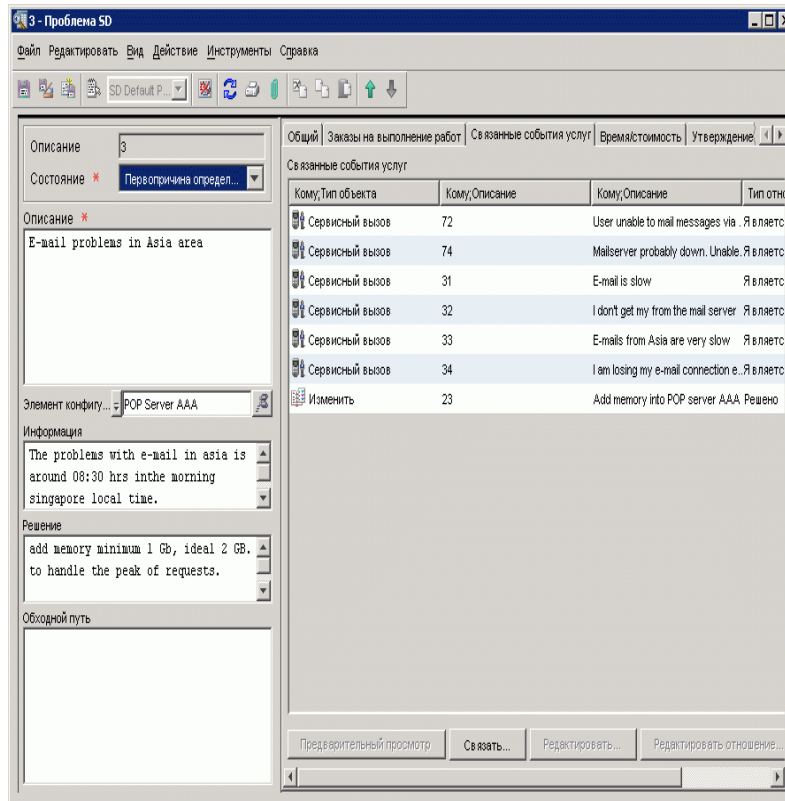 3 - Проблема SD
Файл Редактировать Вид Действие Инструменты Справка
SD Default P...
Описание 3
Состояние * Первопричина определ...
Описание *
E-mail problems in Asia area
Элемент конфигу... POP Server AAA
Информация
The problems with e-mail in asia is
around 08:30 hrs inthe morning
singapore local time.
Решение
add memory minimum 1 Gb, ideal 2 GB.
to handle the peak of requests.
Обходной путь
Общий Заказы на выполнение работ Связанные события услуг Время/стоимость Утверждение
Связанные события услуг
Кому;Тип объекта Кому;Описание Кому;Описание Тип отно
Сервисный вызов 72 User unable to mail messages via . Являетс
Сервисный вызов 74 Mailserver probably down. Unable. Являетс
Сервисный вызов 31 E-mail is slow Являетс
Сервисный вызов 32 I don't get my from the mail server Являетс
Сервисный вызов 33 E-mails from Asia are very slow Являетс
Сервисный вызов 34 I am losing my e-mail connection e.. Являетс
Изменить 23 Add memory into POP server AAA Решено
Предварительный просмотр Связать... Редактировать... Редактировать отношение...